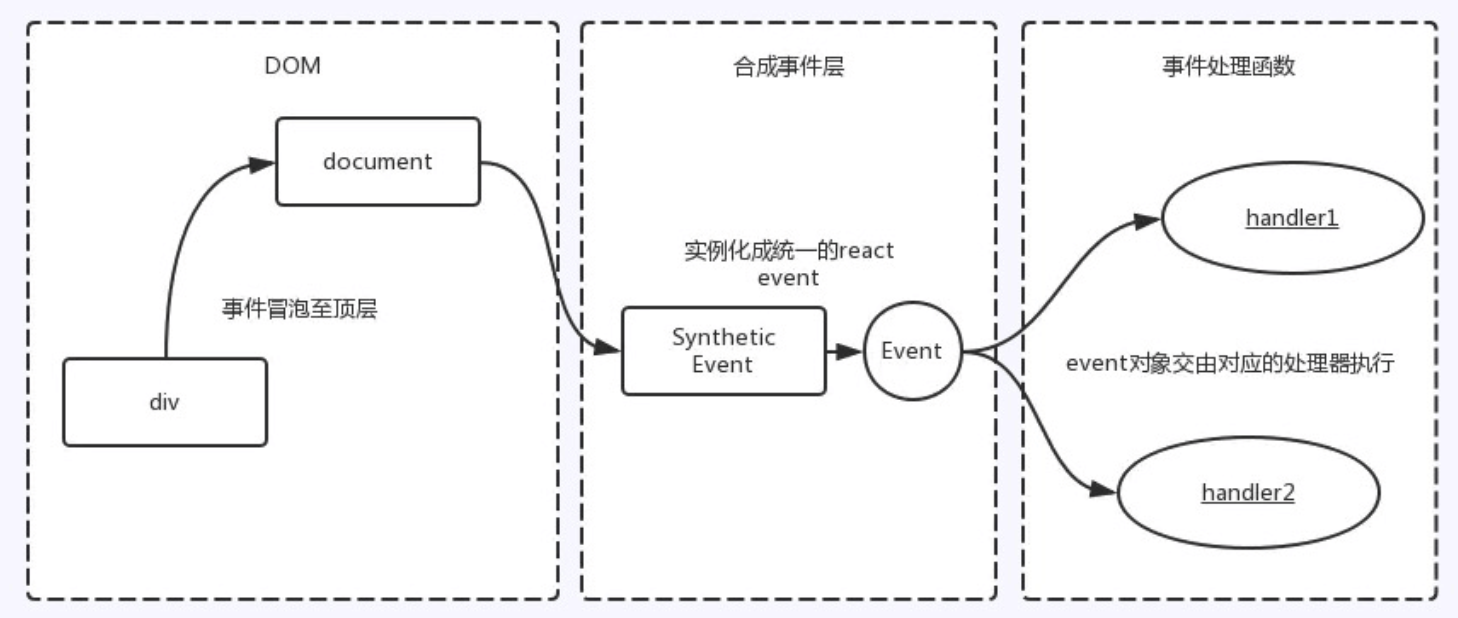 DOM
document
事件冒泡至顶层
div
合成事件层
实例化成统一的react
event
Synthetic
Event
Event
事件处理函数
handler1
event对象交由对应的处理器执行
handler2